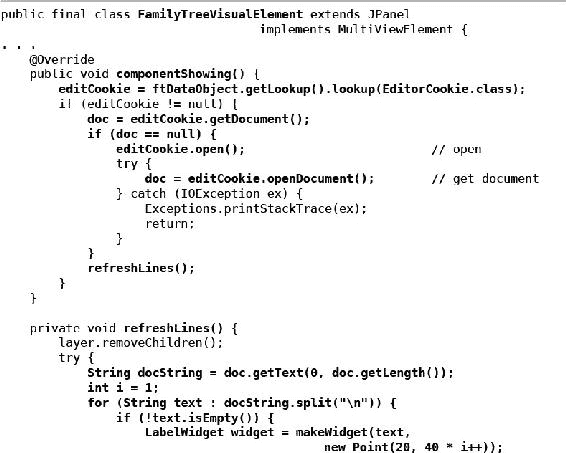 public final class FamilyTreeVisualElement extends JPanel
                                    implements MultiViewElement {
. . .
    @Override
    public void componentShowing() {
        editCookie = ftDataObject.getLookup().lookup(EditorCookie.class);
        if (editCookie != null) {
            doc = editCookie.getDocument();
            if (doc == null) {
                editCookie.open();                          // open
                try {
                    doc = editCookie.openDocument();        // get document
                } catch (IOException ex) {
                    Exceptions.printStackTrace(ex);
                    return;
                }
            }
            refreshLines();
        }
    }

    private void refreshLines() {
        layer.removeChildren();
        try {
            String docString = doc.getText(0, doc.getLength());
            int i = 1;
            for (String text : docString.split("\n")) {
                if (!text.isEmpty()) {
                    LabelWidget widget = makeWidget(text,
                                             new Point(20, 40 * i++));